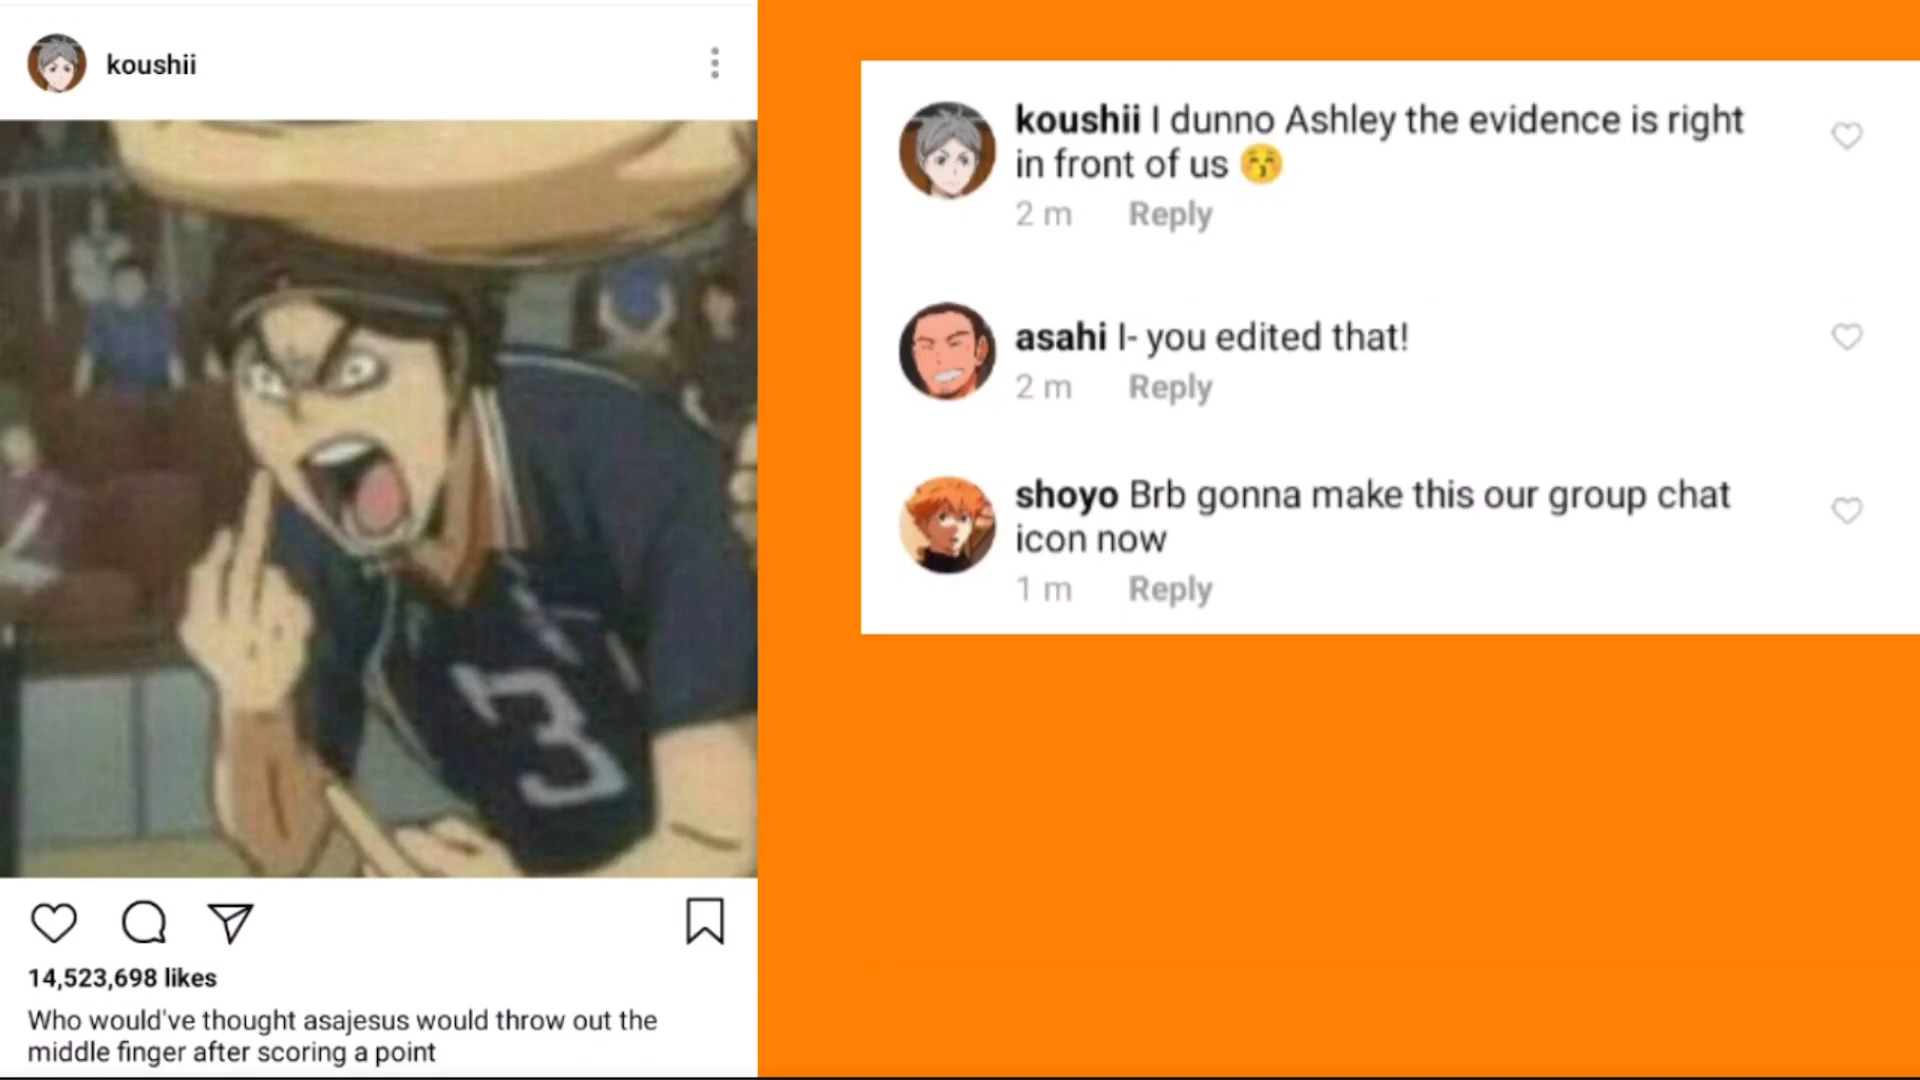 koushii
3
14,523,698 likes
Who would've thought asajesus would throw out the
middle finger after scoring a point
koushii I dunno Ashley the evidence is right
in front of us 😚
2 m Reply
asahi I- you edited that!
2 m Reply
shoyo Brb gonna make this our group chat
icon now
1 m Reply